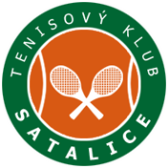 TENISOVÝ KLUB
SATALICE